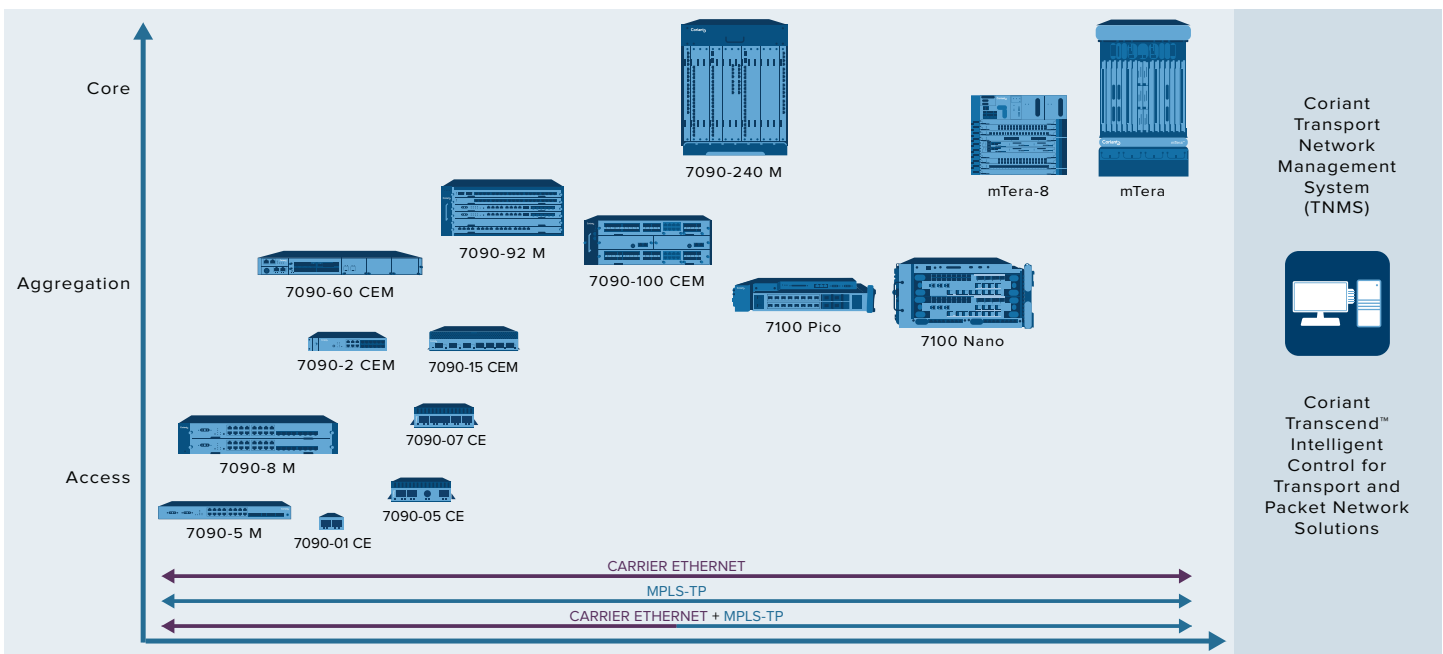 Core
Aggregation
Access
7090-240 M
mTera-8
mTera
7090-92 M
7090-60 CEM
7090-100 CEM
7100 Pico
7100 Nano
7090-2 CEM
7090-15 CEM
7090-07 CE
7090-8 M
7090-05 CE
7090-5 M
7090-01 CE
CARRIER ETHERNET
MPLS-TP
CARRIER ETHERNET + MPLS-TP
Coriant
Transport
Network
Management
System
(TNMS)
Coriant
Transcend™
Intelligent
Control for
Transport and
Packet Network
Solutions